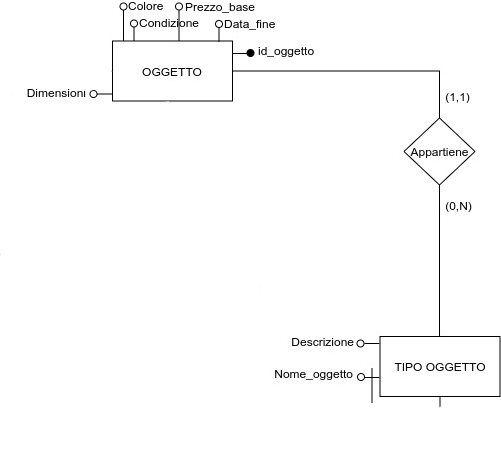 Colore
Prezzo_base
Condizione
Data_fine
id_oggetto
OGGETTO
Dimensioni
(1,1)
Appartiene
(0,N)
Descrizione
TIPO OGGETTO
Nome_oggetto